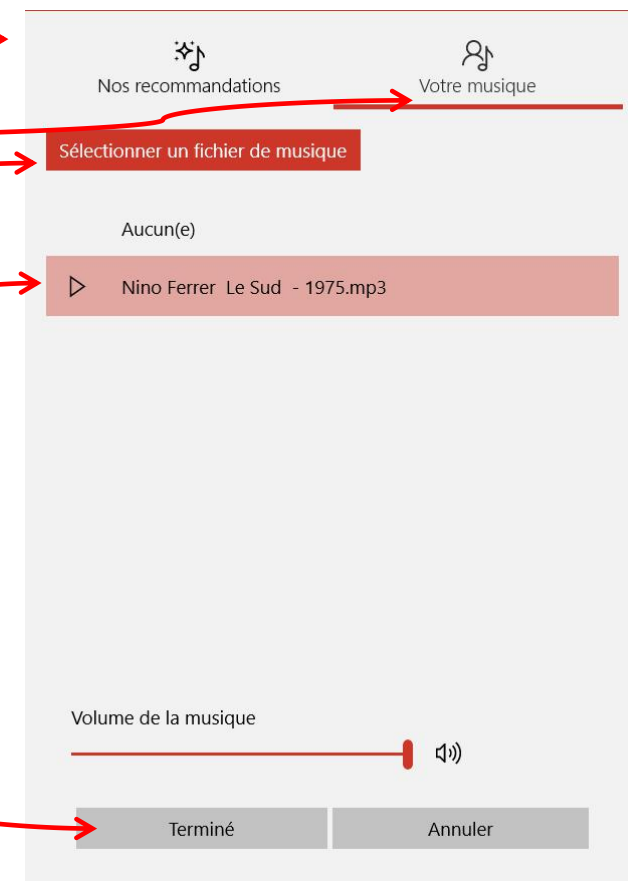 Nos recommandations
Votre musique
Sélectionner un fichier de musique
Aucun(e)
Nino Ferrer Le Sud - 1975.mp3
Volume de la musique
Terminé
Annuler